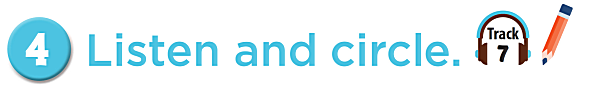 4 Listen and circle. Track 7